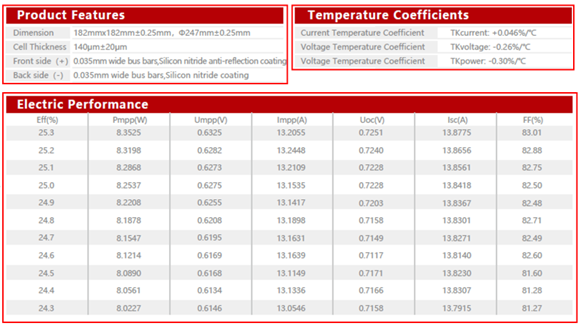 Product Features
Dimension 182mmx182mm±0.25mm, Φ247mm±0.25mm
Cell Thickness 140μm±20μm
Front side (+) 0.035mm wide bus bars,Silicon nitride anti-reflection coating
Back side (-) 0.035mm wide bus bars,Silicon nitride coating
Temperature Coefficients
Current Temperature Coefficient TKcurrent: +0.046%/℃
Voltage Temperature Coefficient TKvoltage: -0.26%/℃
Voltage Temperature Coefficient TKpower: -0.30%/℃
Electric Performance
Eff(%) Pmpp(W) Umpp(V) Impp(A) Uoc(V) Isc(A) FF(%)
25.3 8.3525 0.6325 13.2055 0.7251 13.8775 83.01
25.2 8.3198 0.6282 13.2448 0.7240 13.8656 82.88
25.1 8.2868 0.6273 13.2109 0.7228 13.8561 82.75
25.0 8.2537 0.6275 13.1535 0.7228 13.8418 82.50
24.9 8.2208 0.6255 13.1417 0.7203 13.8367 82.48
24.8 8.1878 0.6208 13.1898 0.7158 13.8301 82.71
24.7 8.1547 0.6195 13.1631 0.7149 13.8271 82.49
24.6 8.1214 0.6169 13.1639 0.7117 13.8140 82.60
24.5 8.0890 0.6168 13.1149 0.7171 13.8230 81.60
24.4 8.0561 0.6134 13.1336 0.7166 13.8307 81.28
24.3 8.0227 0.6146 13.0546 0.7158 13.7915 81.27